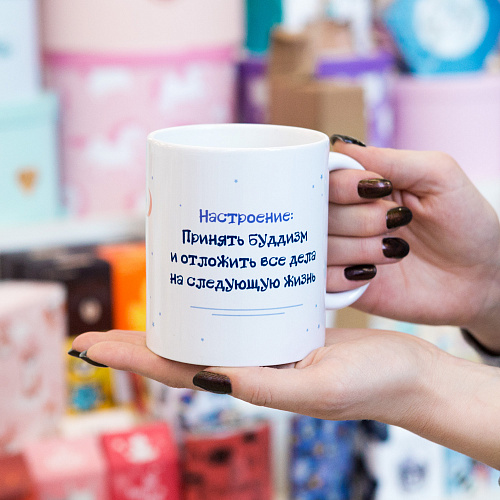 Настроение:
Принять буддизм
и отложить все дела
на следующую жизнь